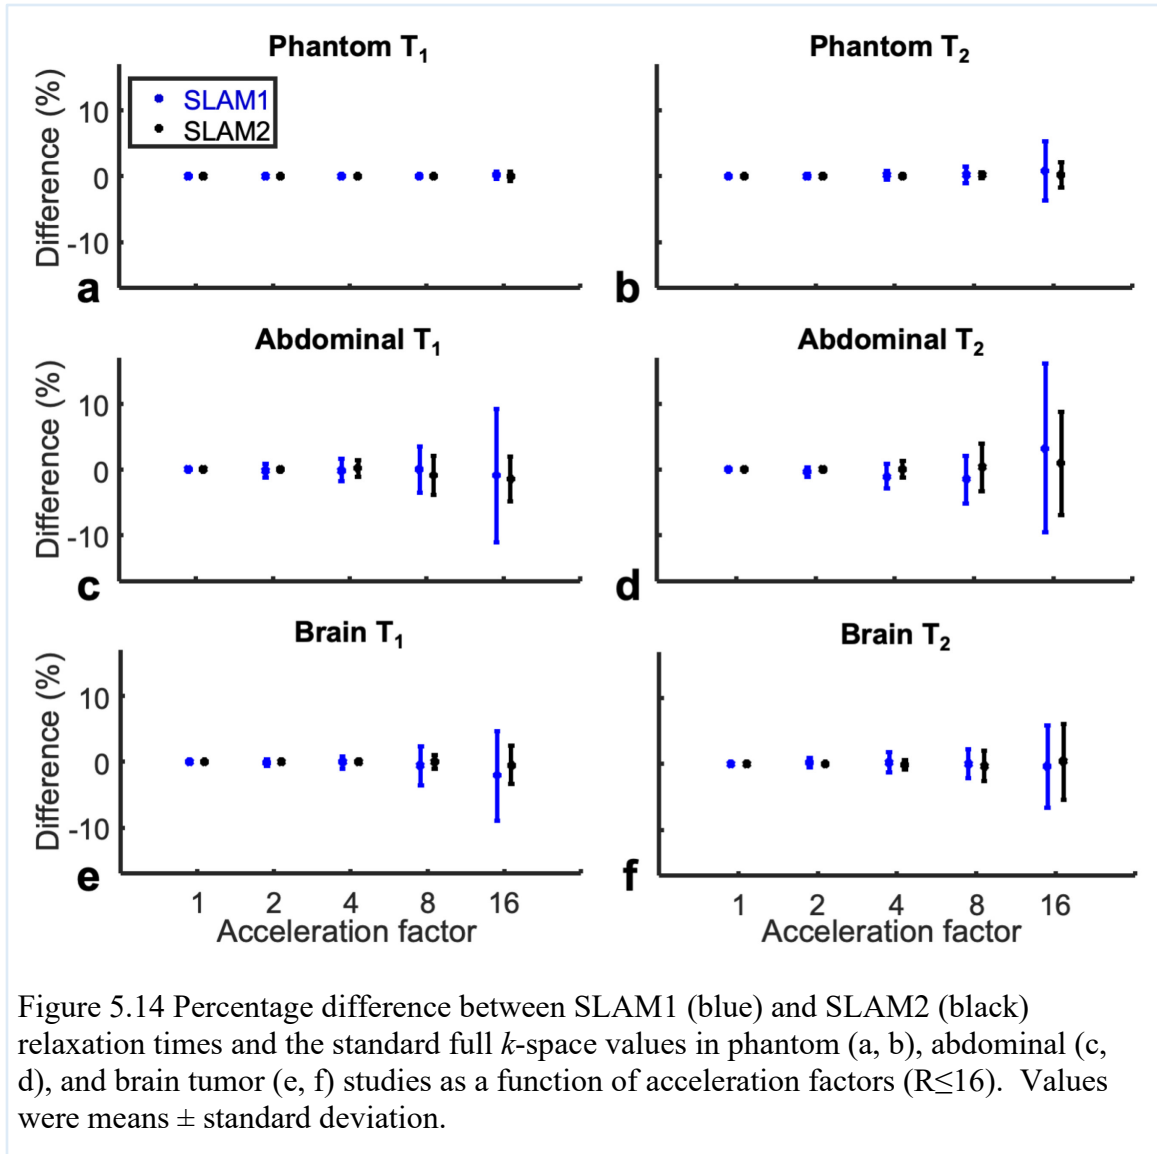 Phantom T1
Phantom T2
SLAM1
SLAM2
Difference (%)
10
0
-10
a
b
Abdominal T1
Abdominal T2
Difference (%)
10
0
-10
c
d
Brain T1
Brain T2
Difference (%)
10
0
-10
e
f
1 2 4 8 16
Acceleration factor
1 2 4 8 16
Acceleration factor
Figure 5.14 Percentage difference between SLAM1 (blue) and SLAM2 (black)
relaxation times and the standard full k-space values in phantom (a, b), abdominal (c,
d), and brain tumor (e, f) studies as a function of acceleration factors (R≤16). Values
were means ± standard deviation.